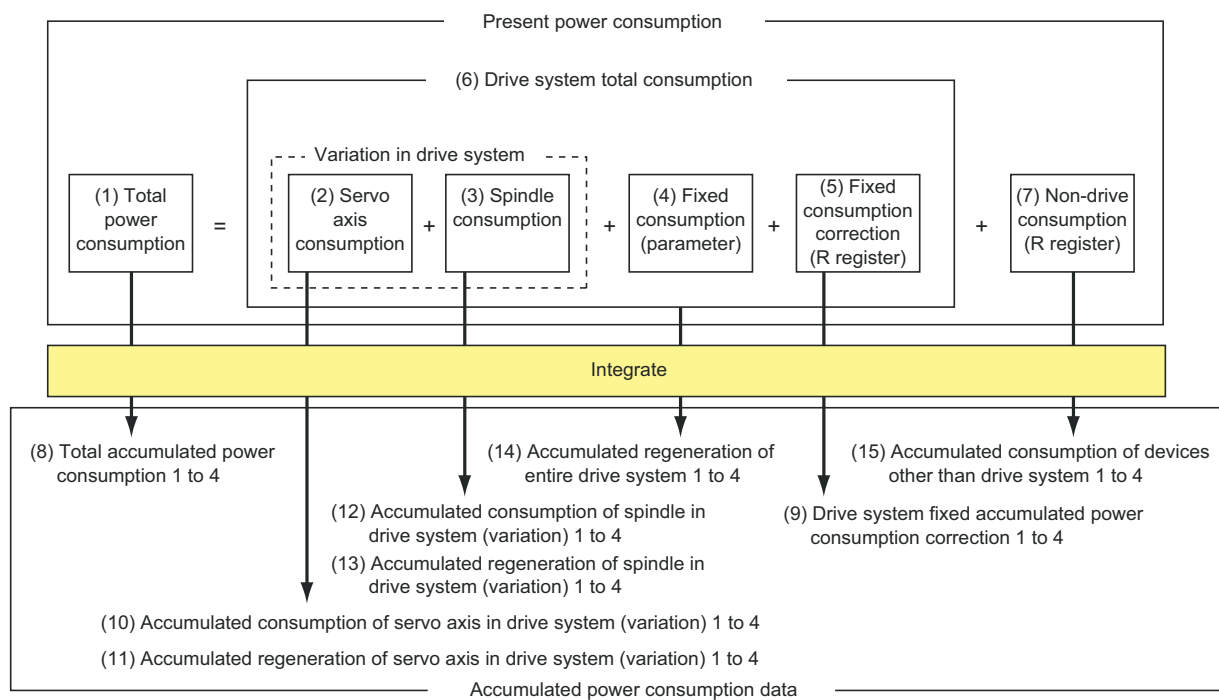 Present power consumption
(6) Drive system total consumption
Variation in drive system
(1) Total
power
consumption
=
(2) Servo
axis
consumption
+
(3) Spindle
consumption
+
(4) Fixed
consumption
(parameter)
+
(5) Fixed
consumption
correction
(R register)
+
(7) Non-drive
consumption
(R register)
Integrate
(8) Total accumulated power
consumption 1 to 4
(14) Accumulated regeneration of
entire drive system 1 to 4
(15) Accumulated consumption of devices
other than drive system 1 to 4
(12) Accumulated consumption of spindle in
drive system (variation) 1 to 4
(9) Drive system fixed accumulated power
consumption correction 1 to 4
(13) Accumulated regeneration of spindle in
drive system (variation) 1 to 4
(10) Accumulated consumption of servo axis in drive system (variation) 1 to 4
(11) Accumulated regeneration of servo axis in drive system (variation) 1 to 4
Accumulated power consumption data